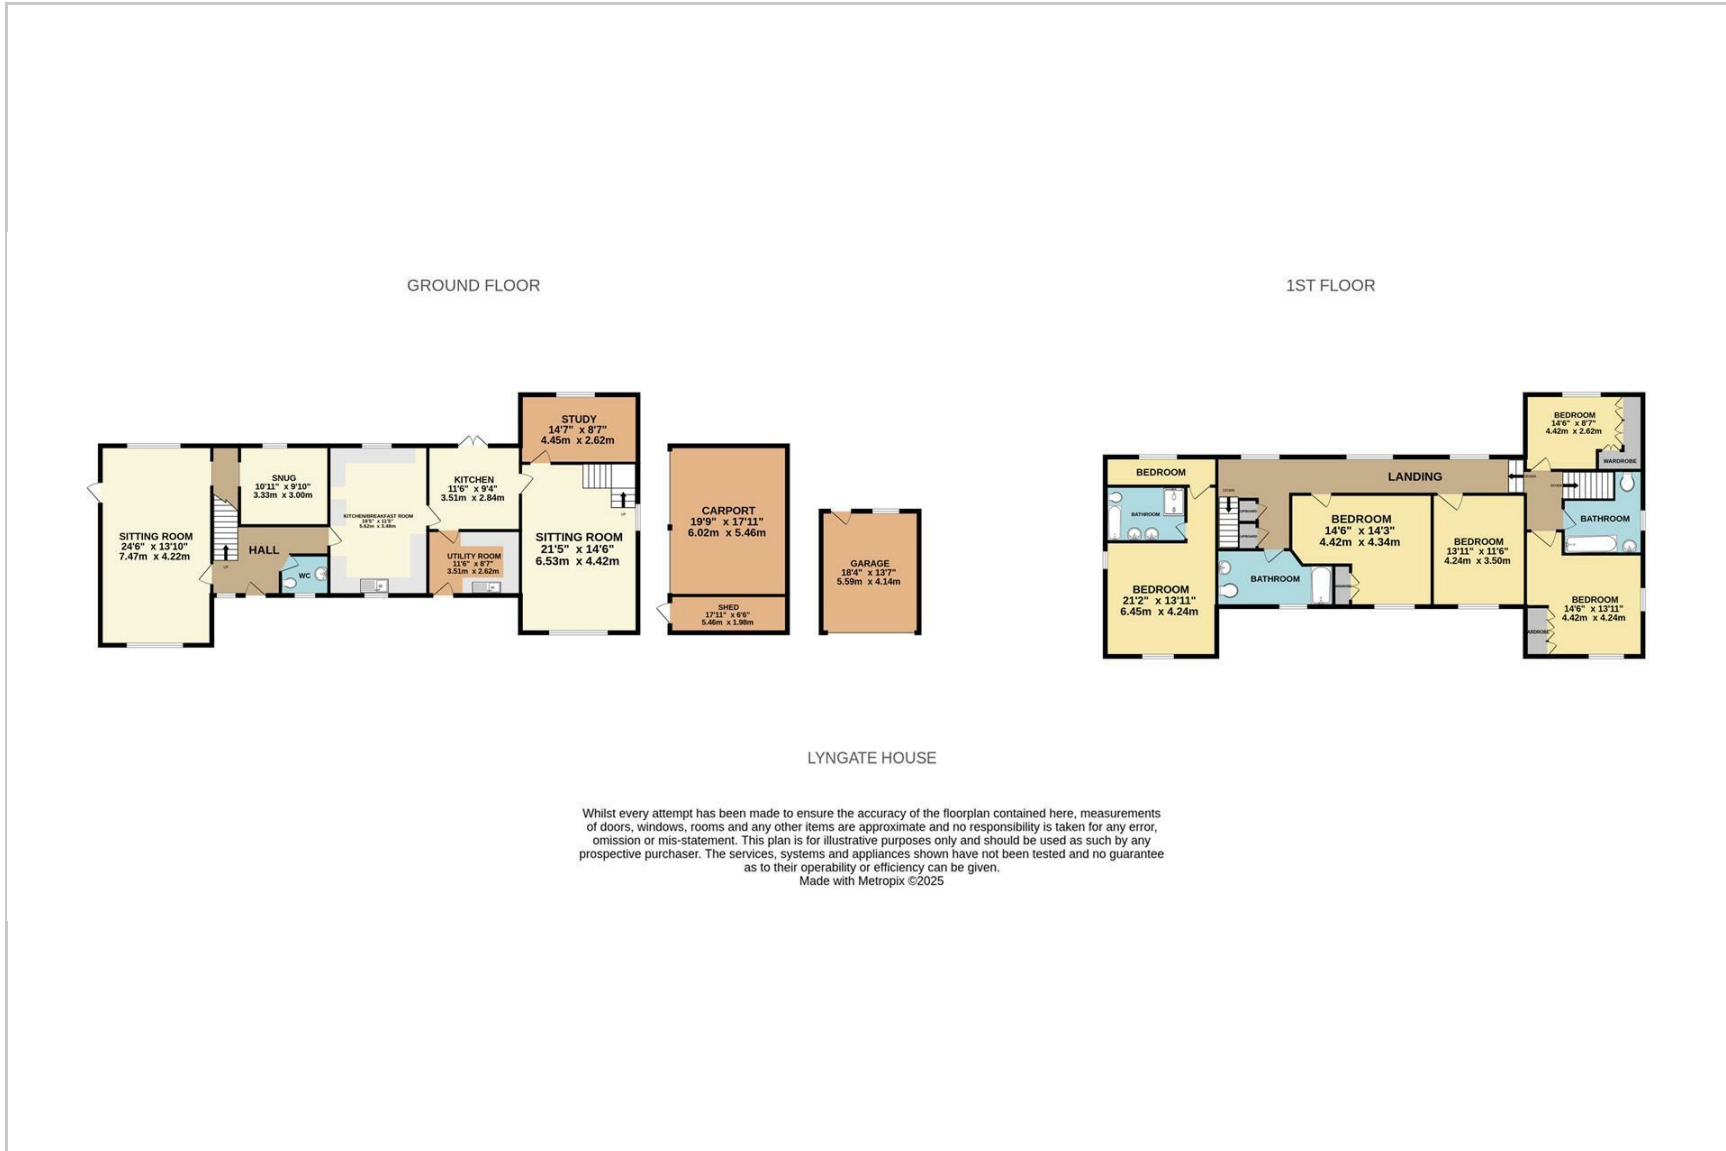 GROUND FLOOR
1ST FLOOR
SITTING ROOM
24'6" x 13'10"
7.47m x 4.22m
SNUG
10'11" x 9'10"
3.33m x 3.00m
HALL
UP
WC
KITCHEN/BREAKFAST ROOM
KITCHEN
11'6" x 9'4"
3.51m x 2.84m
UTILITY ROOM
11'6" x 8'7"
3.51m x 2.62m
STUDY
14'7" x 8'7"
4.45m x 2.62m
SITTING ROOM
21'5" x 14'6"
6.53m x 4.42m
UP
CARPORT
19'9" x 17'11"
6.02m x 5.46m
SHED
17'11" x 6'6"
5.46m x 1.98m
GARAGE
18'4" x 13'7"
5.59m x 4.14m
BEDROOM
BATHROOM
BEDROOM
21'2" x 13'11"
6.45m x 4.24m
DOWN
CUPBOARD
CUPBOARD
BATHROOM
LANDING
BEDROOM
14'6" x 14'3"
4.42m x 4.34m
BEDROOM
13'11" x 11'6"
4.24m x 3.50m
DOWN
DOWN
BEDROOM
14'6" x 8'7"
4.42m x 2.62m
WARDROBE
BATHROOM
BEDROOM
14'6" x 13'11"
4.42m x 4.24m
LYNGATE HOUSE
Whilst every attempt has been made to ensure the accuracy of the floorplan contained here, measurements
of doors, windows, rooms and any other items are approximate and no responsibility is taken for any error,
omission or mis-statement. This plan is for illustrative purposes only and should be used as such by any
prospective purchaser. The services, systems and appliances shown have not been tested and no guarantee
as to their operability or efficiency can be given.
Made with Metropix ©2025